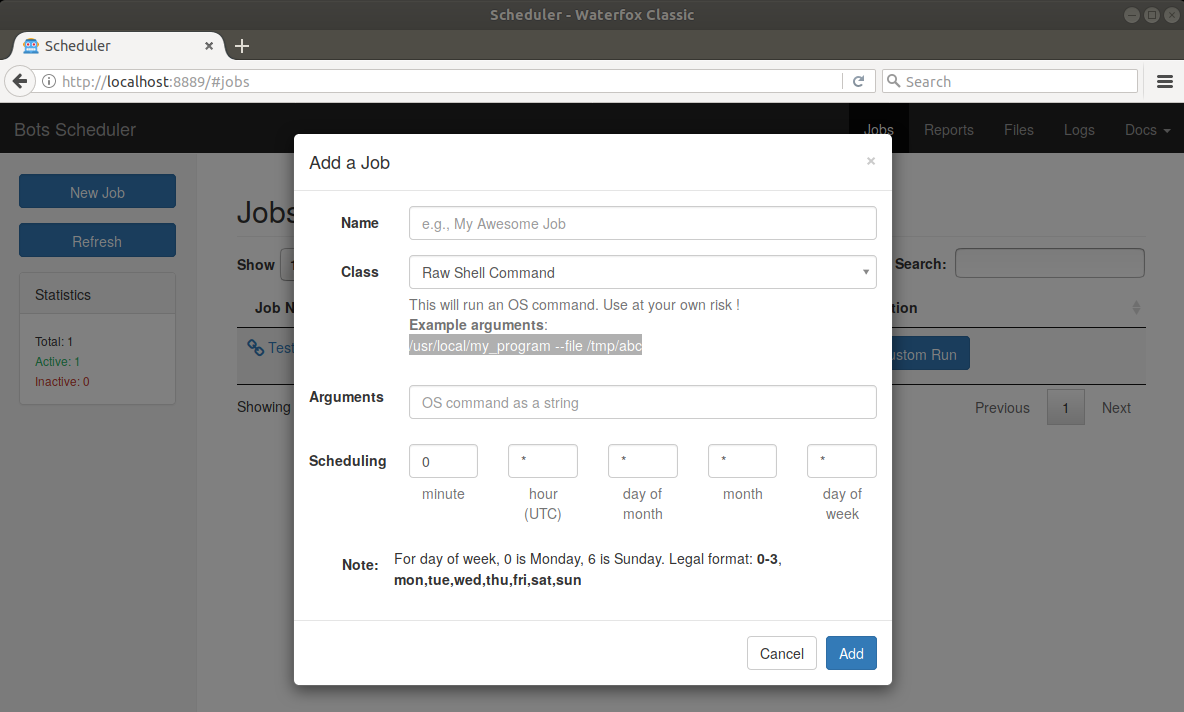 Scheduler - Waterfox Classic
Scheduler
http://localhost:8889/#jobs
Search
Bots Scheduler
Jobs
Reports
Files
Logs
Docs
New Job
Refresh
Statistics
Total: 1
Active: 1
Inactive: 0
Jobs
Show
Search:
Job N
tion
Test
ustom Run
Showing
Previous
1
Next
Add a Job
×
Name
e.g., My Awesome Job
Class
Raw Shell Command
This will run an OS command. Use at your own risk !
Example arguments:
/usr/local/my_program --file /tmp/abc
Arguments
OS command as a string
Scheduling
0
*
*
*
*
minute
hour
(UTC)
day of
month
month
day of
week
Note:
For day of week, 0 is Monday, 6 is Sunday. Legal format: 0-3,
mon,tue,wed,thu,fri,sat,sun
Cancel
Add